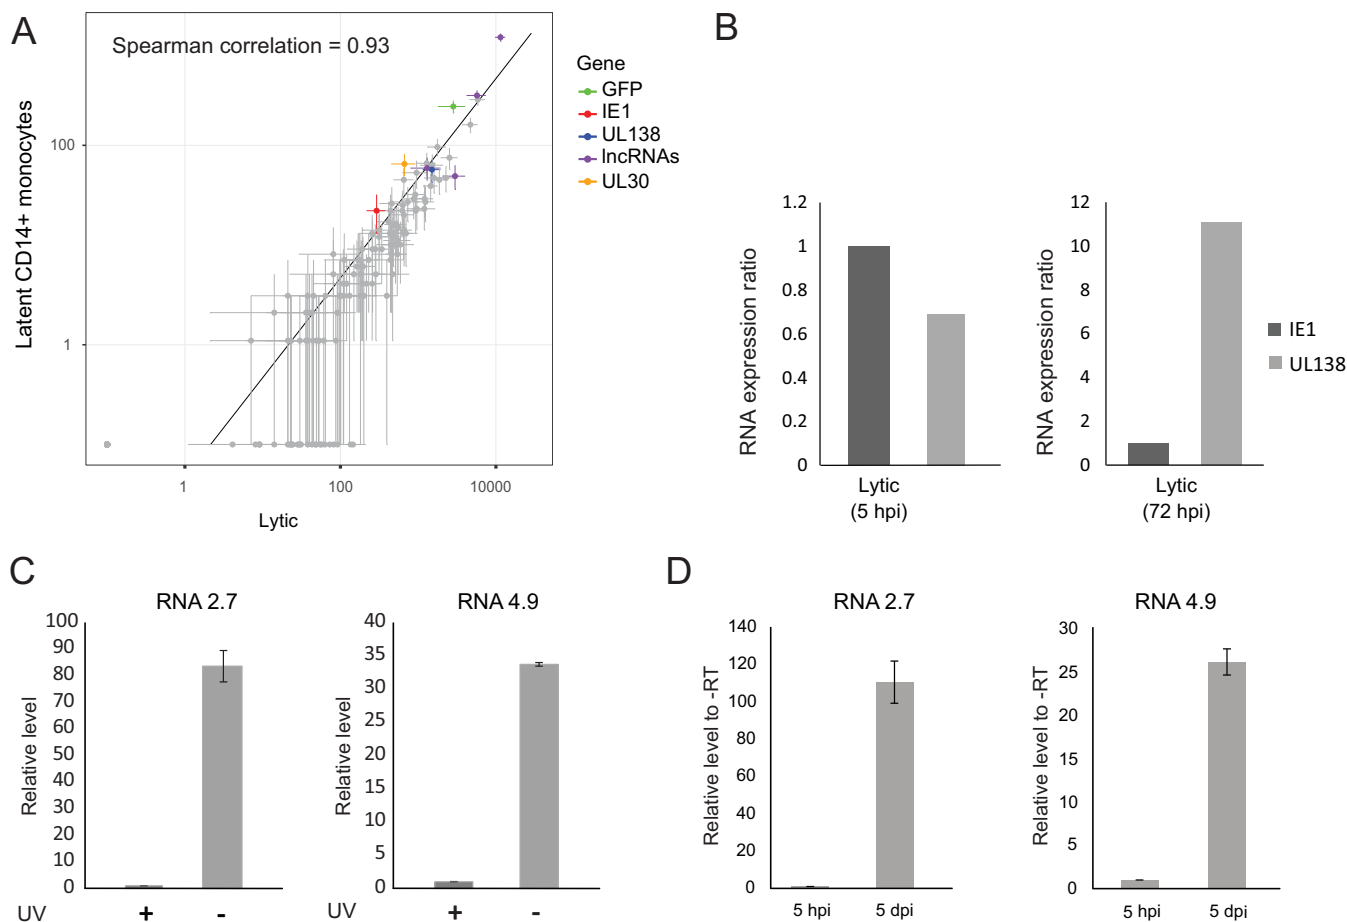 A
Spearman correlation = 0.93
Latent CD14+ monocytes
100
1
1
100
10000
Lytic
Gene
GFP
IE1
UL138
lncRNAs
UL30
B
RNA expression ratio
1.2
1
0.8
0.6
0.4
0.2
0
Lytic
(5 hpi)
RNA expression ratio
12
10
8
6
4
2
0
Lytic
(72 hpi)
IE1
UL138
C
RNA 2.7
Relative level
100
90
80
70
60
50
40
30
20
10
0
UV
+
-
RNA 4.9
Relative level
40
35
30
25
20
15
10
5
0
UV
+
-
D
RNA 2.7
Relative level to -RT
140
120
100
80
60
40
20
0
5 hpi
5 dpi
RNA 4.9
Relative level to -RT
30
25
20
15
10
5
0
5 hpi
5 dpi